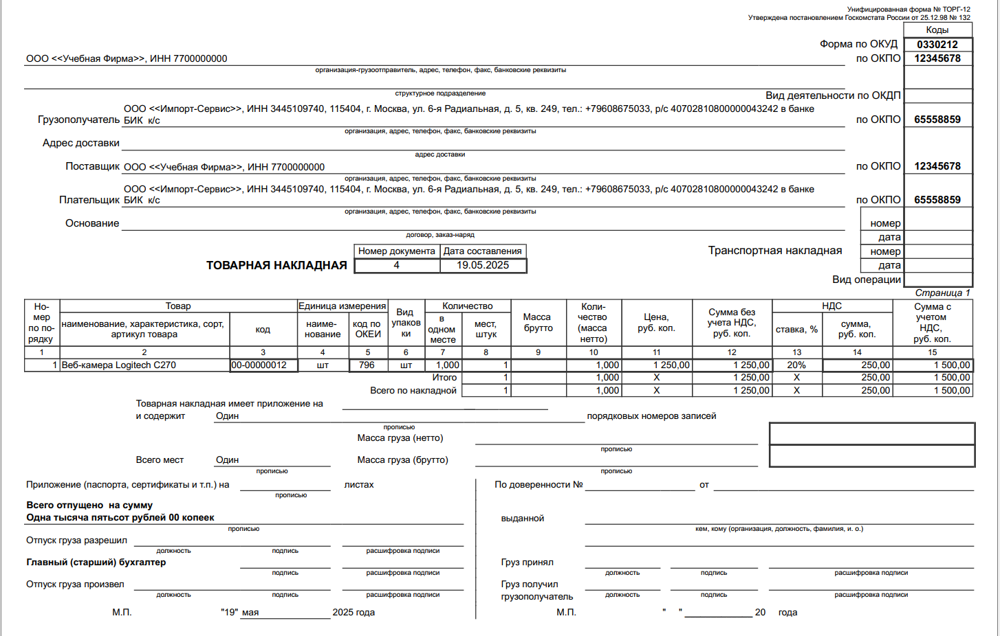 Унифицированная форма № ТОРГ-12
Утверждена постановлением Госкомстата России от 25.12.98 № 132
Коды
Форма по ОКУД 0330212
ООО <<Учебная Фирма>>, ИНН 7700000000 по ОКПО 12345678
организация-грузоотправитель, адрес, телефон, факс, банковские реквизиты
структурное подразделение
Вид деятельности по ОКДП
ООО <<Импорт-Сервис>>, ИНН 3445109740, 115404, г. Москва, ул. 6-я Радиальная, д. 5, кв. 249, тел.: +79608675033, р/с 40702810800000043242 в банке
Грузополучатель БИК к/с по ОКПО 65558859
организация, адрес, телефон, факс, банковские реквизиты
Адрес доставки
адрес доставки
Поставщик ООО <<Учебная Фирма>>, ИНН 7700000000 по ОКПО 12345678
организация, адрес, телефон, факс, банковские реквизиты
ООО <<Импорт-Сервис>>, ИНН 3445109740, 115404, г. Москва, ул. 6-я Радиальная, д. 5, кв. 249, тел.: +79608675033, р/с 40702810800000043242 в банке
Плательщик БИК к/с по ОКПО 65558859
организация, адрес, телефон, факс, банковские реквизиты
Основание номер
договор, заказ-наряд
дата
Номер документа Дата составления Транспортная накладная номер
ТОВАРНАЯ НАКЛАДНАЯ 4 19.05.2025 дата
Вид операции
Страница 1
Но-
мер
по по-
рядку
Товар
наименование, характеристика, сорт,
артикул товара
код
Единица измерения
наиме-
нование
код по
ОКЕИ
Вид
упаков
ки
Количество
в
одном
месте
мест,
штук
Масса
брутто
Коли-
чество
(масса
нетто)
Цена,
руб. коп.
Сумма без
учета НДС,
руб. коп.
НДС
ставка, %
сумма,
руб. коп.
Сумма с
учетом
НДС,
руб. коп.
1 2 3 4 5 6 7 8 9 10 11 12 13 14 15
1 Веб-камера Logitech C270 00-00000012 шт 796 шт 1,000 1 1,000 1 250,00 1 250,00 20% 250,00 1 500,00
Итого 1 1,000 X 1 250,00 X 250,00 1 500,00
Всего по накладной 1 1,000 X 1 250,00 X 250,00 1 500,00
Товарная накладная имеет приложение на
и содержит Один порядковых номеров записей
прописью
Масса груза (нетто)
прописью
Всего мест Один Масса груза (брутто)
прописью прописью
Приложение (паспорта, сертификаты и т.п.) на листах
прописью
Всего отпущено на сумму
Одна тысяча пятьсот рублей 00 копеек
прописью
Отпуск груза разрешил
должность подпись расшифровка подписи
Главный (старший) бухгалтер
подпись расшифровка подписи
Отпуск груза произвел
должность подпись расшифровка подписи
М.П. "19" мая 2025 года
По доверенности № от
выданной
кем, кому (организация, должность, фамилия, и. о.)
Груз принял
должность подпись расшифровка подписи
Груз получил
грузополучатель
должность подпись расшифровка подписи
М.П. " " 20 года